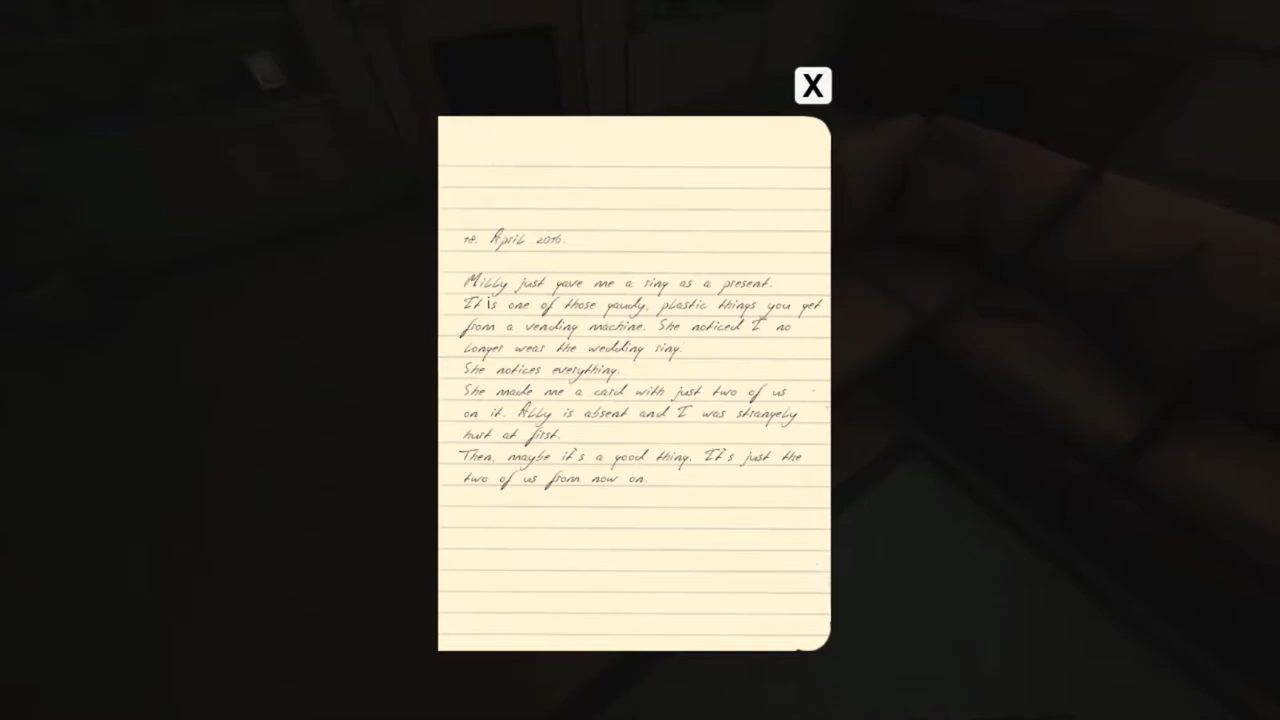 X
18. April 2016.
Milly just gave me a ring as a present.
It is one of those gaudy, plastic things you get
from a vending machine. She noticed I no
longer wear the wedding ring.
She notices everything.
She made me a card with just two of us
on it. Ally is absent and I was strangely
hurt at first.
Then, maybe it's a good thing. It's just the
two of us from now on.